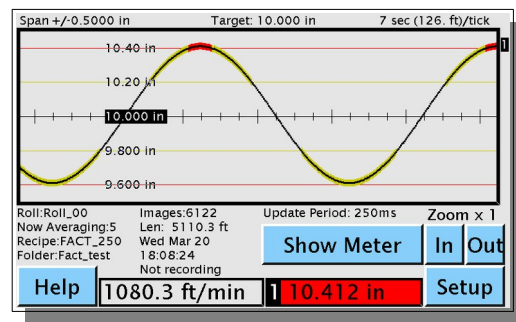 Span +/-0.5000 in Target: 10.000 in 7 sec (126. ft)/tick
1
10.40 in
10.20 in
10.000 in
9.800 in
9.600 in
Roll:Roll_00 Images:6122 Update Period: 250ms Zoom x 1
Now Averaging:5 Len: 5110.3 ft
Recipe:FACT_250 Wed Mar 20
Folder:Fact_test 18:08:24
Not recording
Show Meter In Out
Help 1080.3 ft/min 1 10.412 in Setup